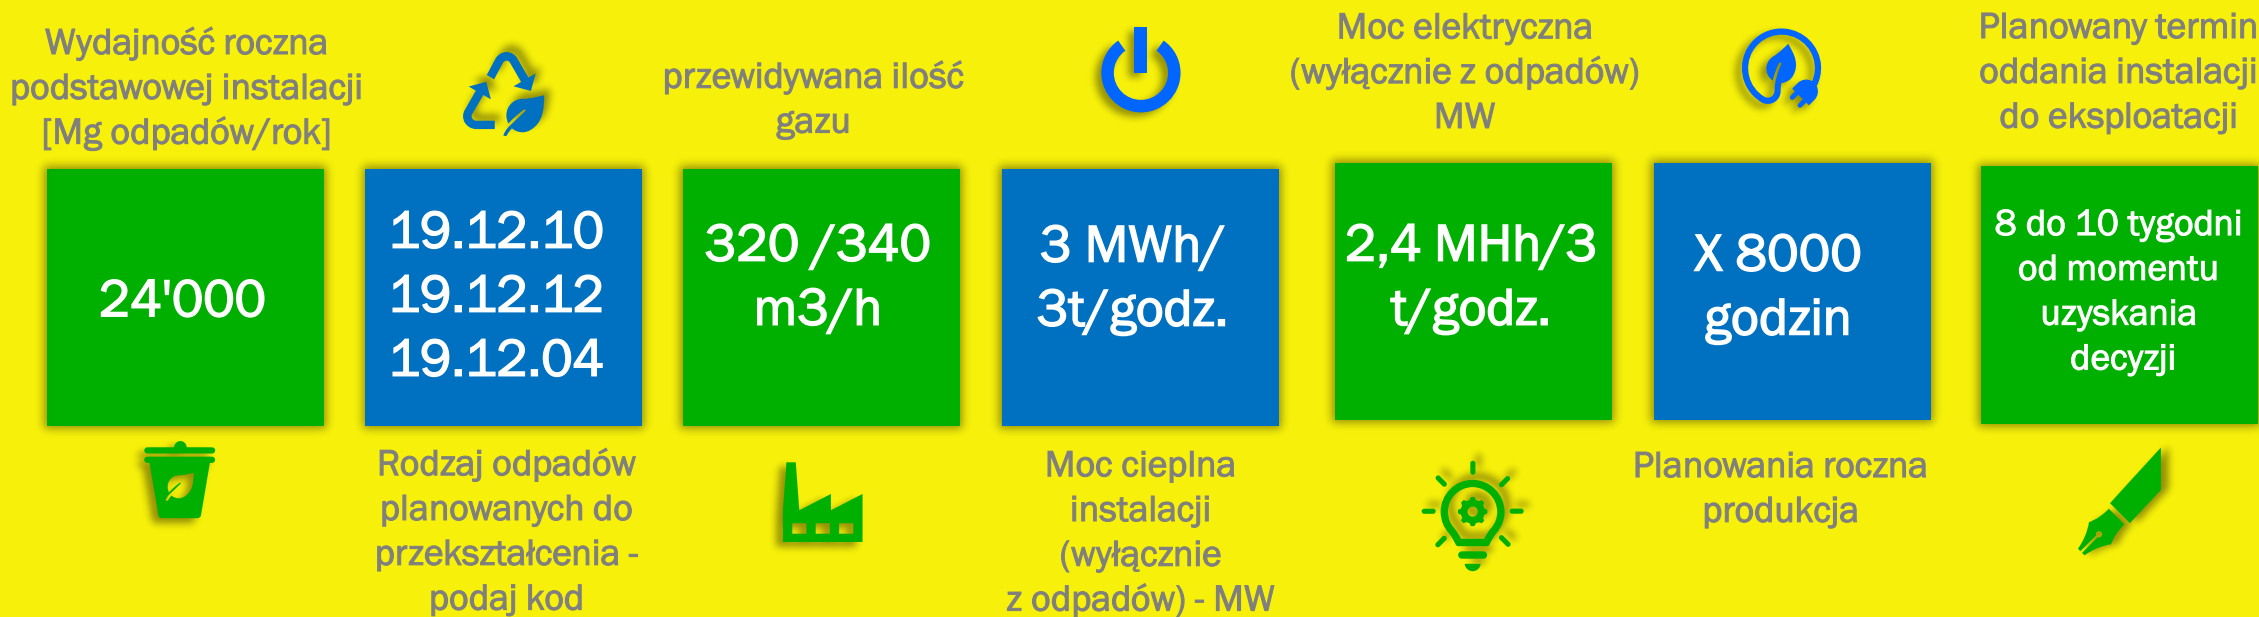 Wydajność roczna
podstawowej instalacji
[Mg odpadów/rok]
24'000
19.12.10
19.12.12
19.12.04
Rodzaj odpadów
planowanych do
przekształcenia -
podaj kod
przewidywana ilość
gazu
320 /340
m3/h
3 MWh/
3t/godz.
Moc cieplna
instalacji
(wyłącznie
z odpadów) - MW
Moc elektryczna
(wyłącznie z odpadów)
MW
2,4 MHh/3
t/godz.
X 8000
godzin
Planowania roczna
produkcja
Planowany termin
oddania instalacji
do eksploatacji
8 do 10 tygodni
od momentu
uzyskania
decyzji